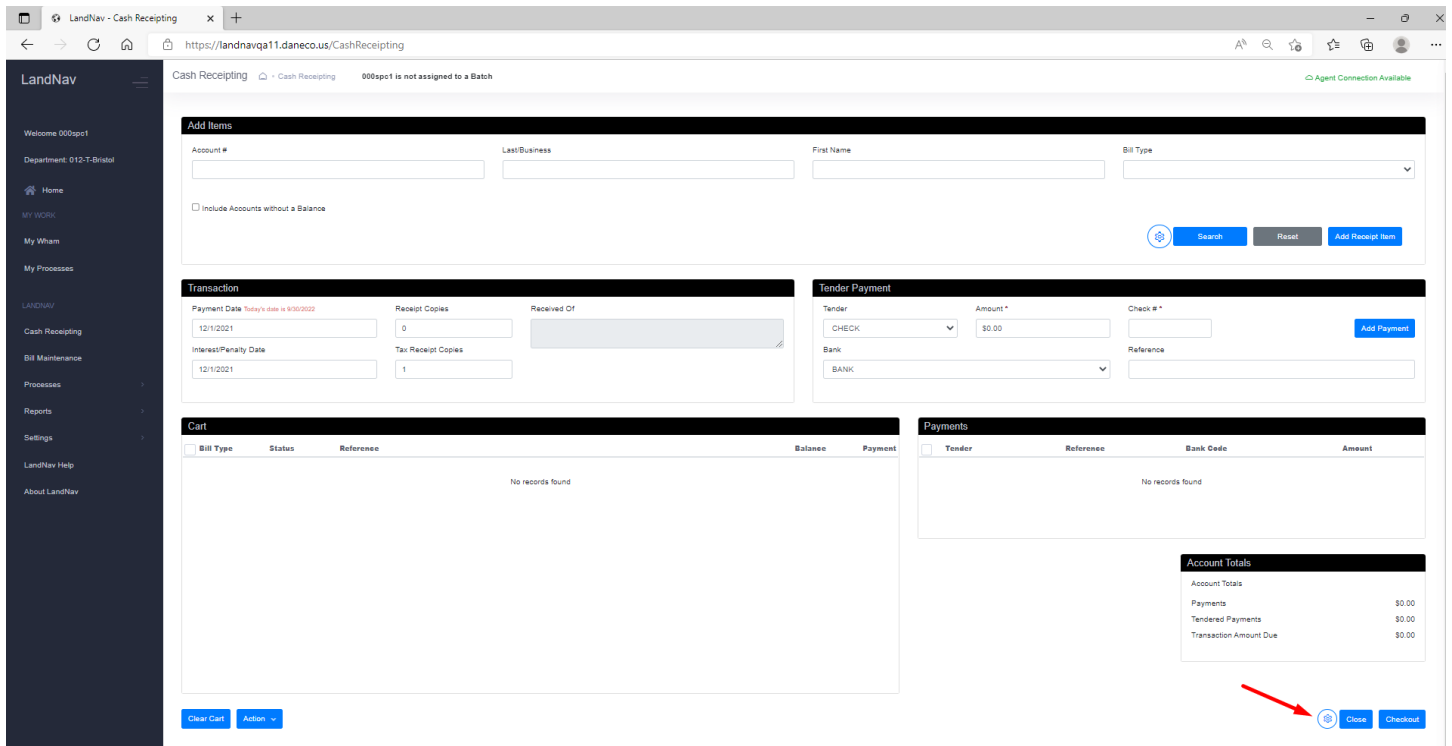 LandNav - Cash Receipting
https://landnavqa11.daneco.us/CashReceipting
LandNav
Cash Receipting
Cash Receipting
000spc1 is not assigned to a Batch
Agent Connection Available
Welcome 000spc1
Department: 012-T-Bristol
Home
MY WORK
My Wham
My Processes
LANDNAV
Cash Receipting
Bill Maintenance
Processes
Reports
Settings
LandNav Help
About LandNav
Add Items
Account # Last/Business First Name Bill Type
Include Accounts without a Balance
Search Reset Add Receipt Item
Transaction
Payment Date Today's date is 9/30/2022 Receipt Copies Received Of
12/1/2021 0
Interest/Penalty Date Tax Receipt Copies
12/1/2021 1
Tender Payment
Tender Amount * Check # *
CHECK $0.00 Add Payment
Bank Reference
BANK
Cart
Bill Type Status Reference Balance Payment
No records found
Payments
Tender Reference Bank Code Amount
No records found
Account Totals
Account Totals
Payments $0.00
Tendered Payments $0.00
Transaction Amount Due $0.00
Clear Cart Action Close Checkout